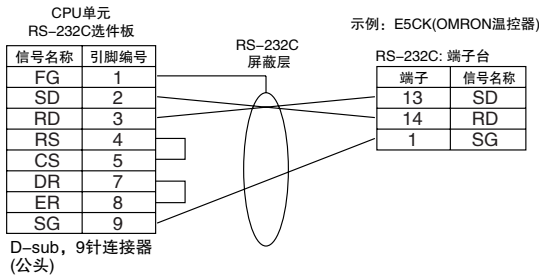 CPU单元
RS-232C选件板
示例：E5CK(OMRON温控器)
RS-232C
屏蔽层
RS-232C: 端子台
信号名称 引脚编号
FG 1
SD 2
RD 3
RS 4
CS 5
DR 7
ER 8
SG 9
端子 信号名称
13 SD
14 RD
1 SG
D-sub，9针连接器
(公头)